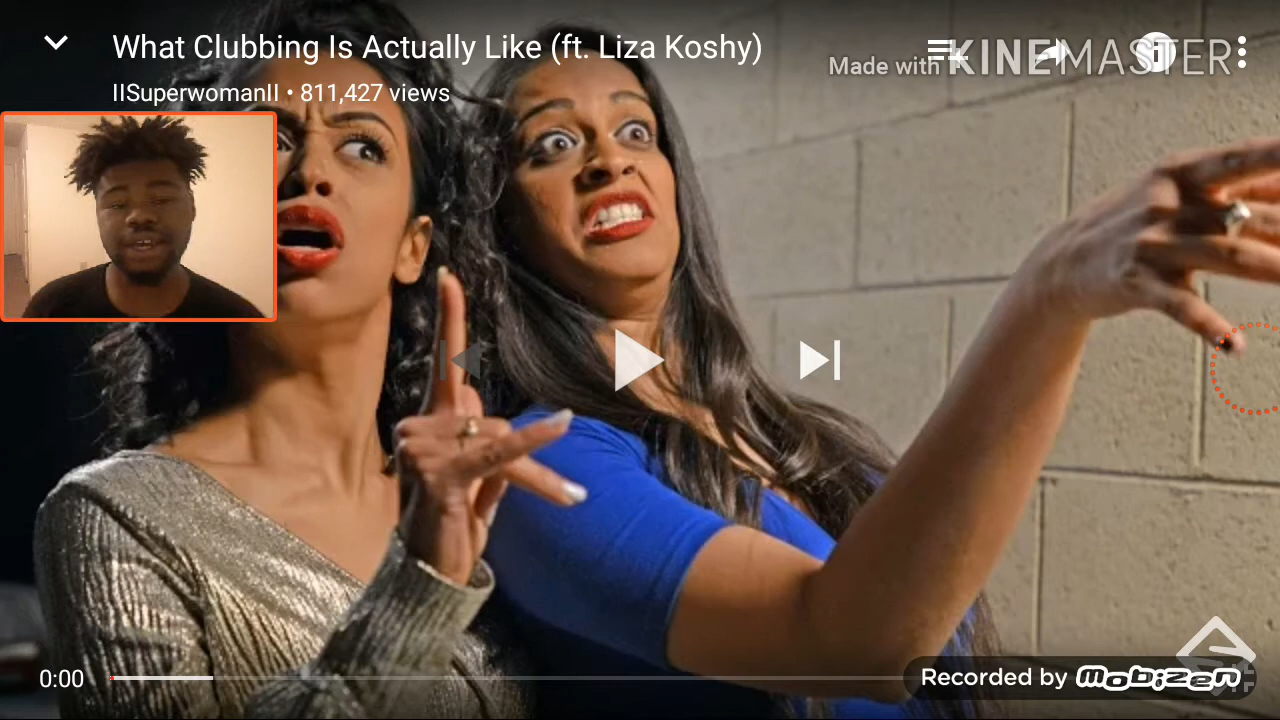 What Clubbing Is Actually Like (ft. Liza Koshy)
Made with KINEMASTER
IISuperwomanII • 811,427 views
0:00
Recorded by mobizen